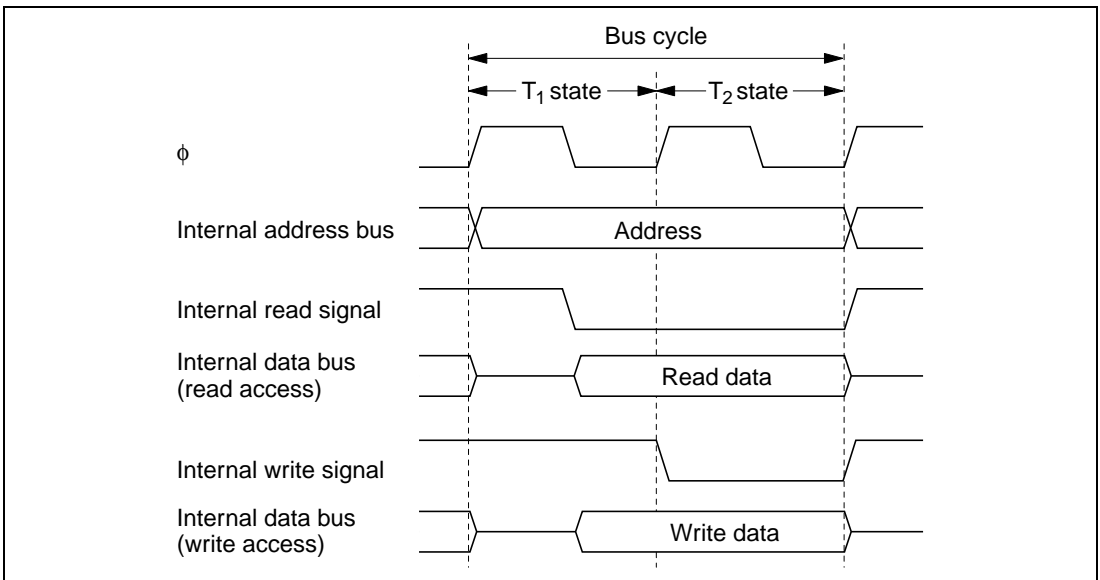 Bus cycle
T1 state T2 state
ϕ
Internal address bus Address
Internal read signal
Internal data bus
(read access) Read data
Internal write signal
Internal data bus
(write access) Write data